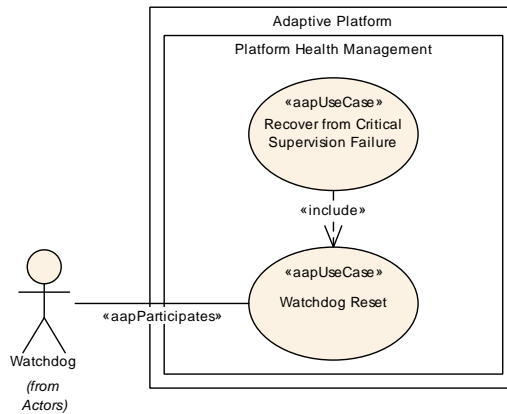 Adaptive Platform
Platform Health Management
«aapUseCase»
Recover from Critical
Supervision Failure
«include»
«aapUseCase»
Watchdog Reset
«aapParticipates»
Watchdog
(from
Actors)